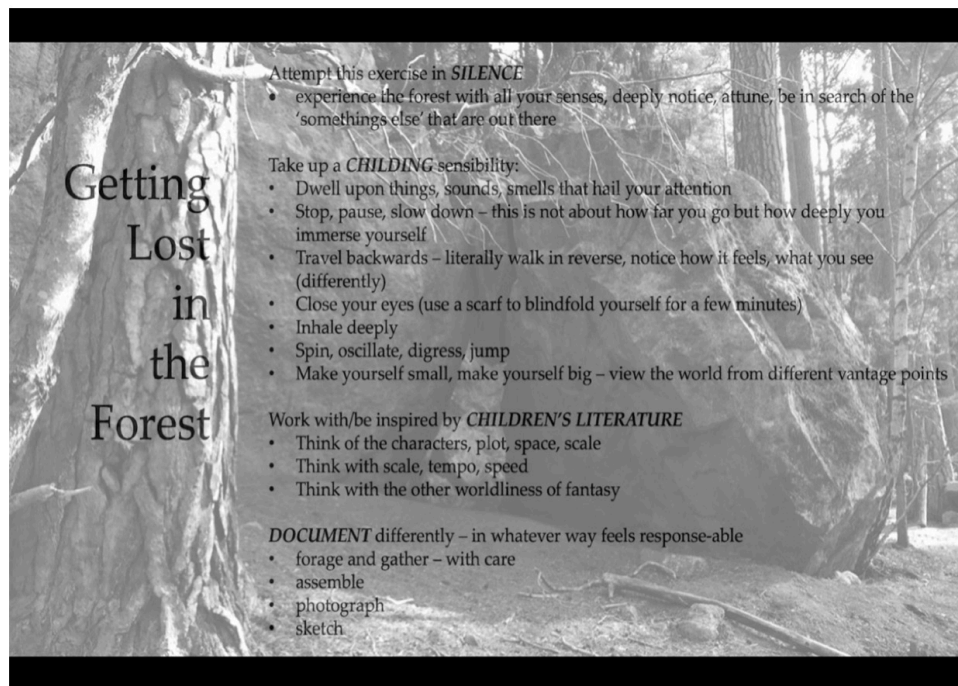 Getting
Lost
in
the
Forest
Attempt this exercise in SILENCE
• experience the forest with all your senses, deeply notice, attune, be in search of the
‘somethings else’ that are out there
Take up a CHILDING sensibility:
• Dwell upon things, sounds, smells that hail your attention
• Stop, pause, slow down – this is not about how far you go but how deeply you
immerse yourself
• Travel backwards – literally walk in reverse, notice how it feels, what you see
(differently)
• Close your eyes (use a scarf to blindfold yourself for a few minutes)
• Inhale deeply
• Spin, oscillate, digress, jump
• Make yourself small, make yourself big – view the world from different vantage points
Work with/be inspired by CHILDREN’S LITERATURE
• Think of the characters, plot, space, scale
• Think with scale, tempo, speed
• Think with the other worldliness of fantasy
DOCUMENT differently – in whatever way feels response-able
• forage and gather – with care
• assemble
• photograph
• sketch